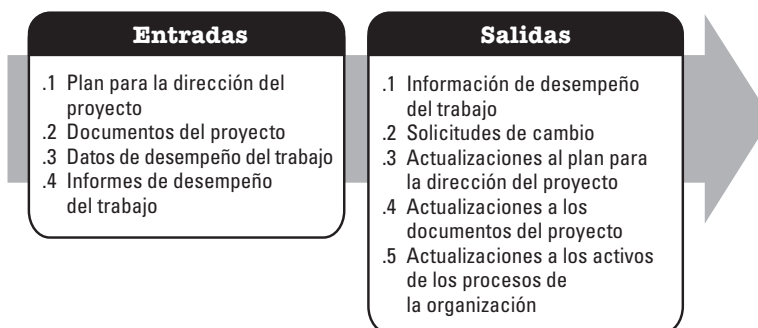 Entradas
.1 Plan para la dirección del
proyecto
.2 Documentos del proyecto
.3 Datos de desempeño del trabajo
.4 Informes de desempeño
del trabajo
Salidas
.1 Información de desempeño
del trabajo
.2 Solicitudes de cambio
.3 Actualizaciones al plan para
la dirección del proyecto
.4 Actualizaciones a los
documentos del proyecto
.5 Actualizaciones a los activos
de los procesos de
la organización